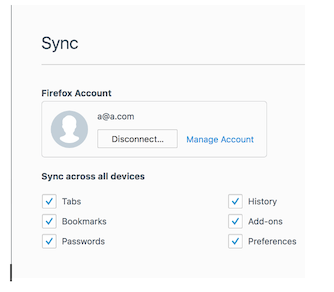 Sync
Firefox Account
a@a.com
Disconnect...
Manage Account
Sync across all devices
Tabs
History
Bookmarks
Add-ons
Passwords
Preferences